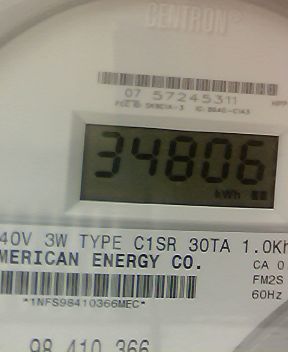 CENTRON®
07 57245311
34806
kWh
40V 3W TYPE C1SR 30TA 1.0Kh
MERICAN ENERGY CO.
CA 0
FM2S
60Hz
*1NFS98410366MEC*
98 410 366